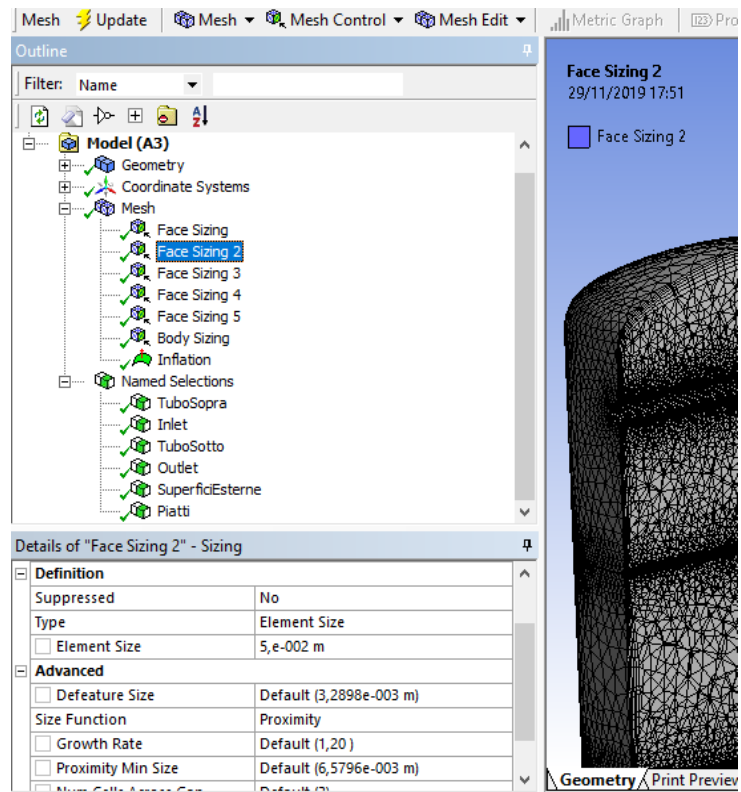 Mesh Update Mesh Mesh Control Mesh Edit Metric Graph Pro
Outline
Filter: Name
Model (A3)
Geometry
Coordinate Systems
Mesh
Face Sizing
Face Sizing 2
Face Sizing 3
Face Sizing 4
Face Sizing 5
Body Sizing
Inflation
Named Selections
TuboSopra
Inlet
TuboSotto
Outlet
SuperficiEsterne
Piatti
Details of "Face Sizing 2" - Sizing
Definition
Suppressed No
Type Element Size
Element Size 5,e-002 m
Advanced
Defeature Size Default (3,2898e-003 m)
Size Function Proximity
Growth Rate Default (1,20 )
Proximity Min Size Default (6,5796e-003 m)
Face Sizing 2
29/11/2019 17:51
Face Sizing 2
Geometry Print Preview